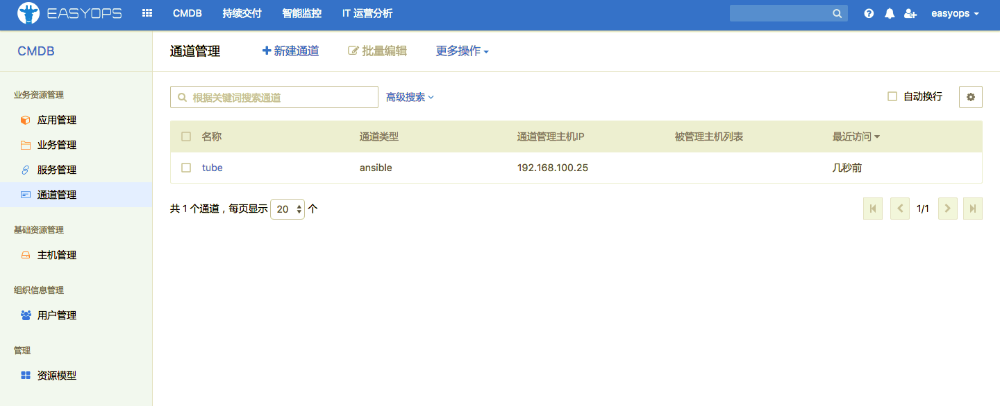 EASYOPS CMDB 持续交付 智能监控 IT 运营分析 easyops
CMDB
通道管理 新建通道 批量编辑 更多操作
业务资源管理
应用管理
业务管理
服务管理
通道管理
基础资源管理
主机管理
组织信息管理
用户管理
管理
资源模型
根据关键词搜索通道 高级搜索 自动换行
名称 通道类型 通道管理主机IP 被管理主机列表 最近访问
tube ansible 192.168.100.25 几秒前
共 1 个通道，每页显示 20 个 1/1